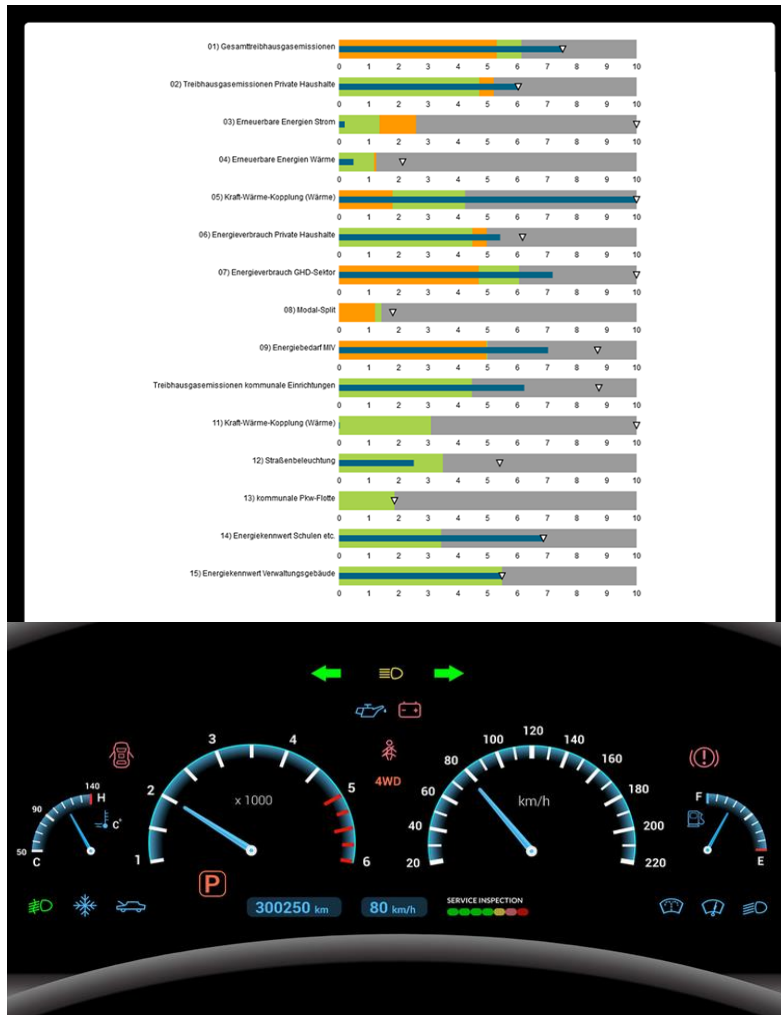 01) Gesamttreibhausgasemissionen
0 1 2 3 4 5 6 7 8 9 10
02) Treibhausgasemissionen Private Haushalte
0 1 2 3 4 5 6 7 8 9 10
03) Erneuerbare Energien Strom
0 1 2 3 4 5 6 7 8 9 10
04) Erneuerbare Energien Wärme
0 1 2 3 4 5 6 7 8 9 10
05) Kraft-Wärme-Kopplung (Wärme)
0 1 2 3 4 5 6 7 8 9 10
06) Energieverbrauch Private Haushalte
0 1 2 3 4 5 6 7 8 9 10
07) Energieverbrauch GHD-Sektor
0 1 2 3 4 5 6 7 8 9 10
08) Modal-Split
0 1 2 3 4 5 6 7 8 9 10
09) Energiebedarf MIV
0 1 2 3 4 5 6 7 8 9 10
Treibhausgasemissionen kommunale Einrichtungen
0 1 2 3 4 5 6 7 8 9 10
11) Kraft-Wärme-Kopplung (Wärme)
0 1 2 3 4 5 6 7 8 9 10
12) Straßenbeleuchtung
0 1 2 3 4 5 6 7 8 9 10
13) kommunale Pkw-Flotte
0 1 2 3 4 5 6 7 8 9 10
14) Energiekennwert Schulen etc.
0 1 2 3 4 5 6 7 8 9 10
15) Energiekennwert Verwaltungsgebäude
0 1 2 3 4 5 6 7 8 9 10
50 C 90 140 H C°
1 2 3 4 5 6
x 1000
4WD
20 40 60 80 100 120 140 160 180 200 220
km/h
F E
P
300250 km
80 km/h
SERVICE INSPECTION